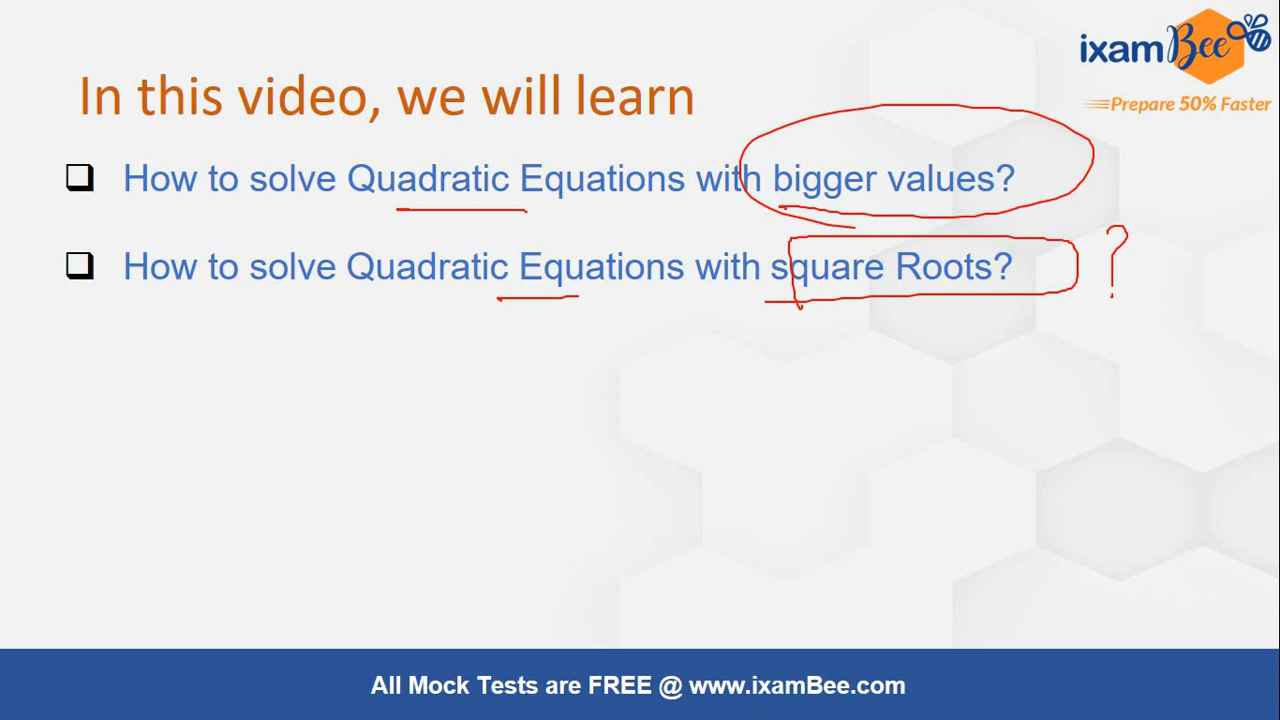 ixamBee
Prepare 50% Faster
In this video, we will learn
How to solve Quadratic Equations with bigger values?
How to solve Quadratic Equations with square Roots?
?
All Mock Tests are FREE @ www.ixamBee.com